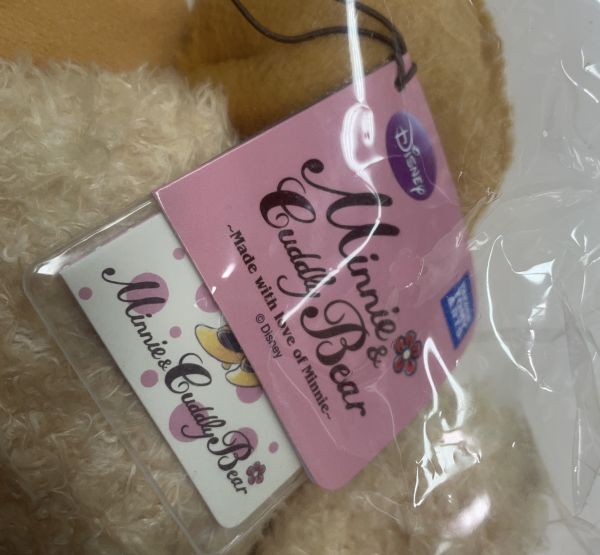 Disney
Minnie &
Cuddly Bear
~Made with love of Minnie~
© Disney
Minnie &
Cuddly Bear